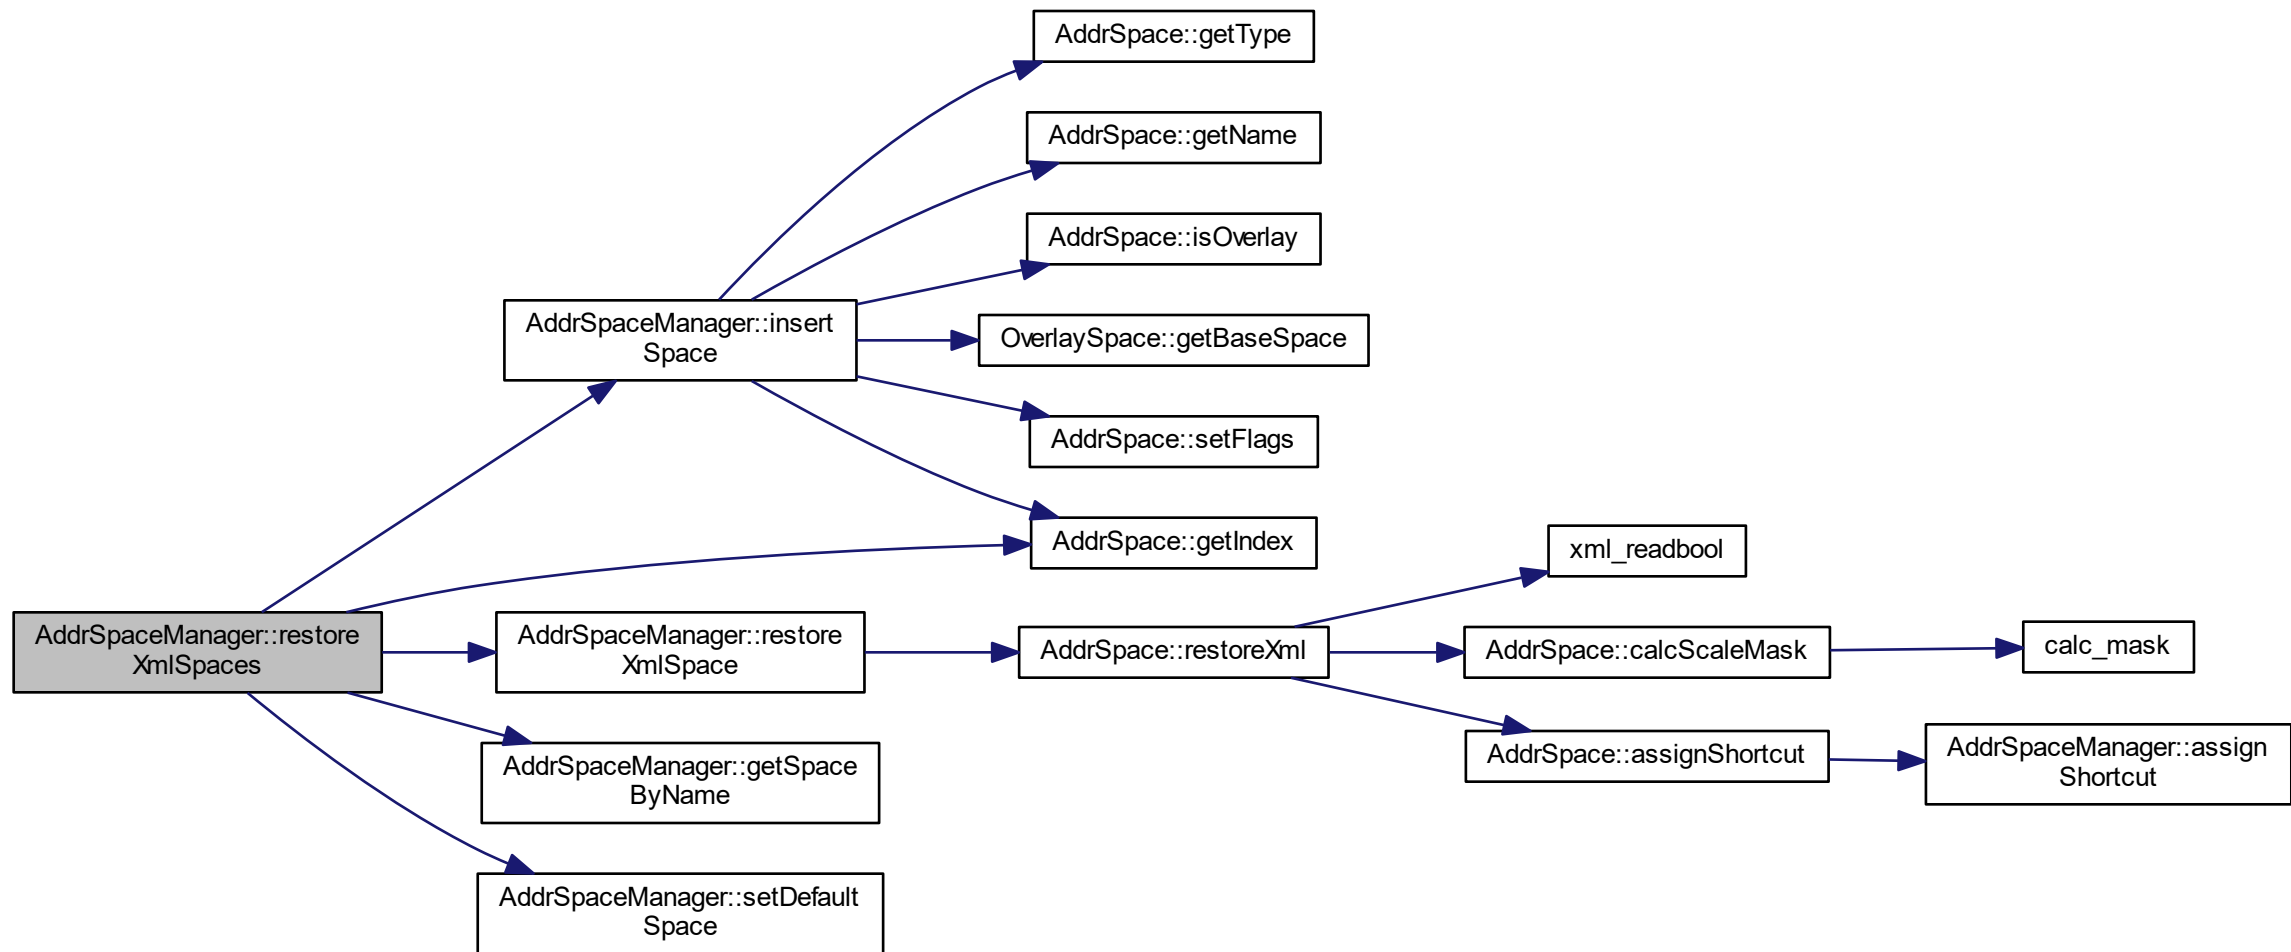 AddrSpace::getType
AddrSpace::getName
AddrSpace::isOverlay
AddrSpaceManager::insert
Space
OverlaySpace::getBaseSpace
AddrSpace::setFlags
AddrSpace::getIndex
xml_readbool
AddrSpaceManager::restore
XmlSpaces
AddrSpaceManager::restore
XmlSpace
AddrSpace::restoreXml
AddrSpace::calcScaleMask
calc_mask
AddrSpaceManager::getSpace
ByName
AddrSpace::assignShortcut
AddrSpaceManager::assign
Shortcut
AddrSpaceManager::setDefault
Space